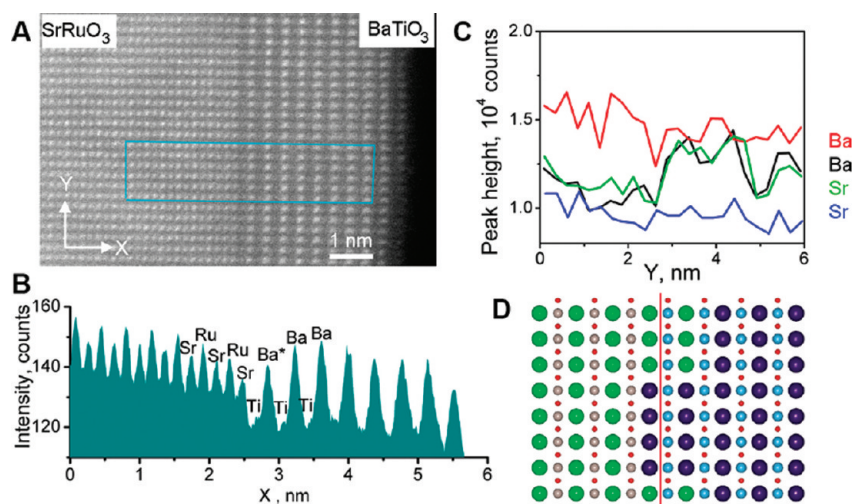 A
SrRuO3
BaTiO3
Y
X
1 nm
B
Intensity, counts
160
140
120
Sr
Ru
Sr
Ru
Sr
Ti
Ba*
Ti
Ba
Ti
Ba
0
1
2
3
4
5
6
X , nm
C
Peak height, 10^4 counts
2.0
1.5
1.0
0
2
4
6
Y, nm
Ba
Ba
Sr
Sr
D